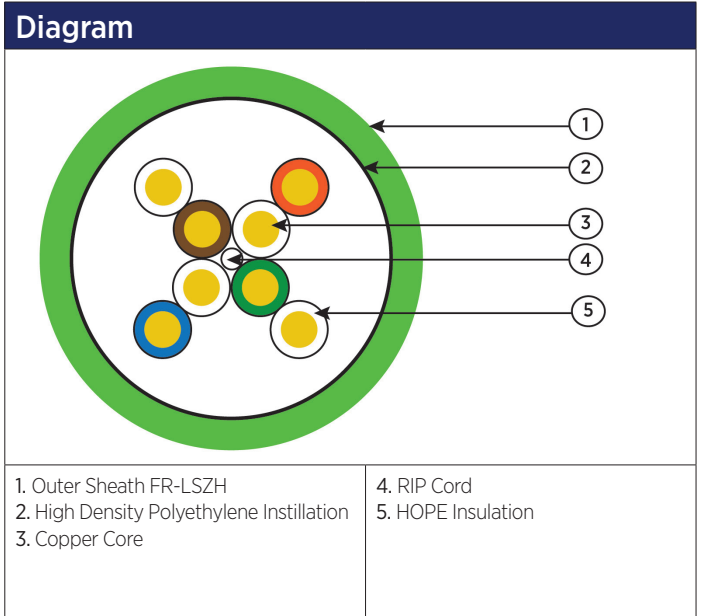 Diagram
1
2
3
4
5
1. Outer Sheath FR-LSZH
2. High Density Polyethylene Instillation
3. Copper Core
4. RIP Cord
5. HOPE Insulation